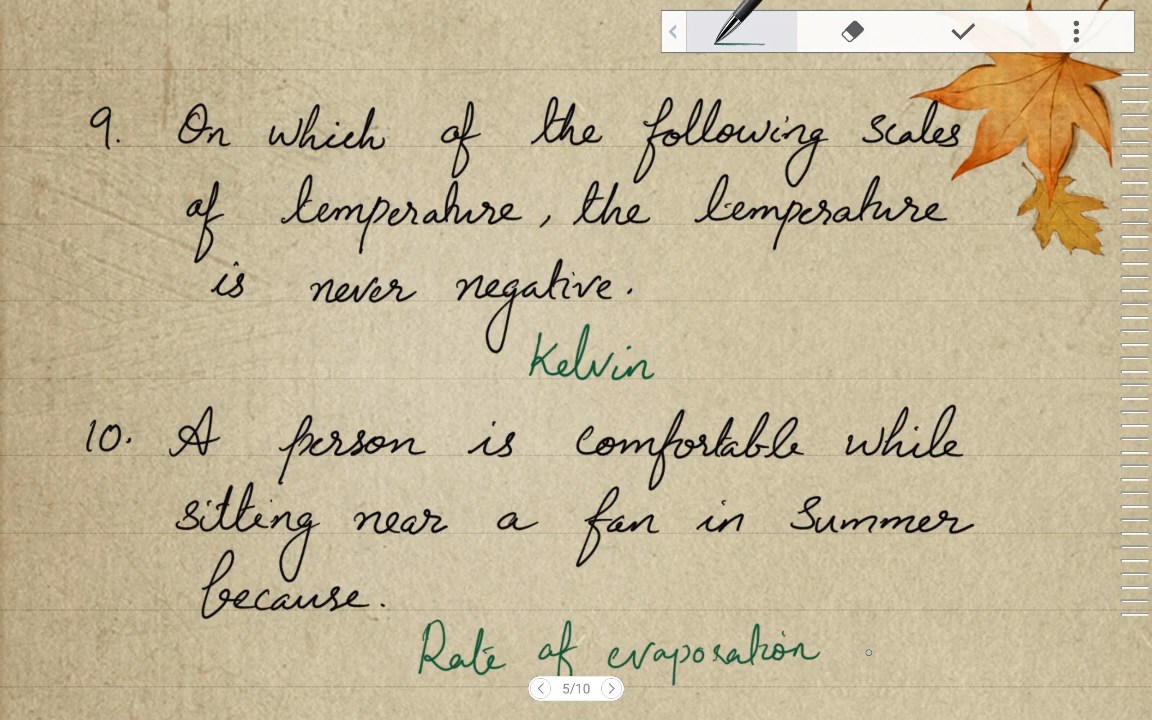 9. On which of the following scales
of temperature, the temperature
is never negative.
Kelvin
10. A person is comfortable while
sitting near a fan in Summer
because.
Rate of evaporation
5/10